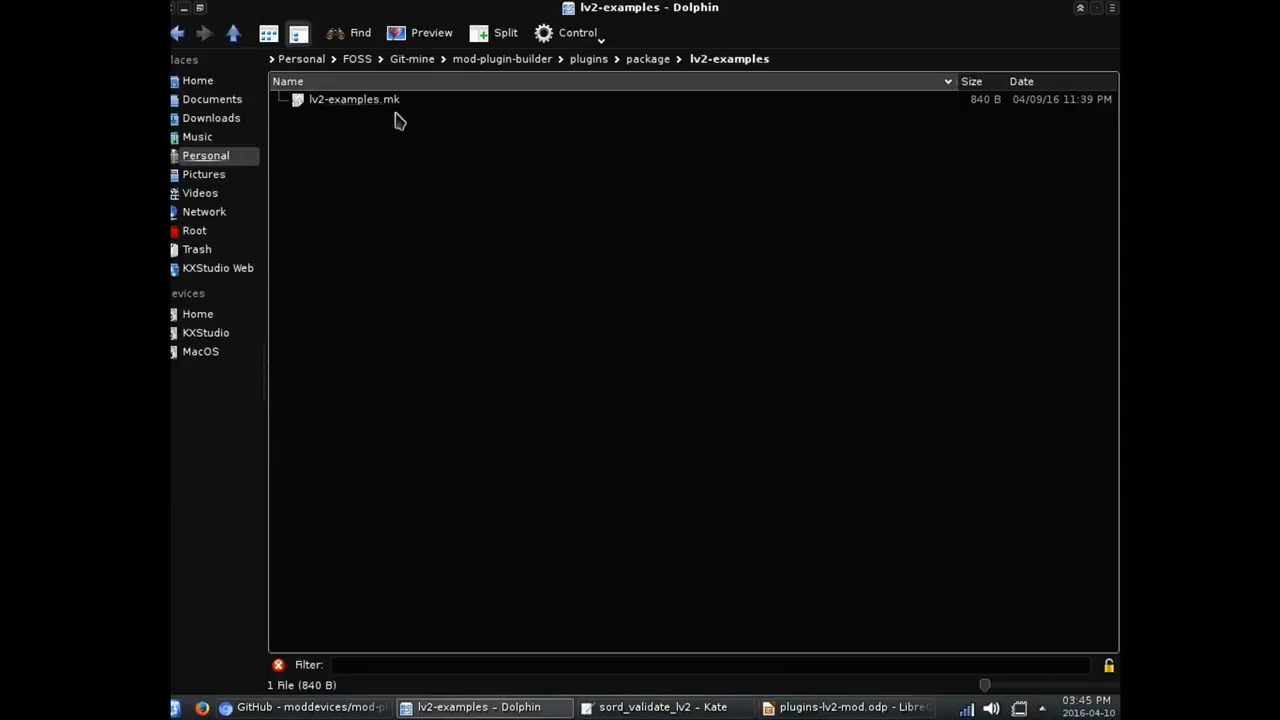 lv2-examples – Dolphin
Find Preview Split Control
Personal FOSS Git-mine mod-plugin-builder plugins package lv2-examples
laces
Home
Documents
Downloads
Music
Personal
Pictures
Videos
Network
Root
Trash
KXStudio Web
evices
Home
KXStudio
MacOS
Name Size Date
lv2-examples.mk 840 B 04/09/16 11:39 PM
Filter:
1 File (840 B)
GitHub - moddevices/mod-pl
lv2-examples – Dolphin
sord_validate_lv2 – Kate
plugins-lv2-mod.odp - LibreC
03:45 PM
2016-04-10